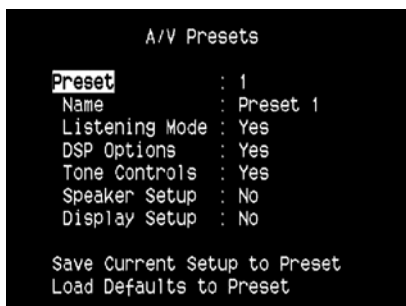 A/V Presets
Preset : 1
Name : Preset 1
Listening Mode : Yes
DSP Options : Yes
Tone Controls : Yes
Speaker Setup : No
Display Setup : No
Save Current Setup to Preset
Load Defaults to Preset